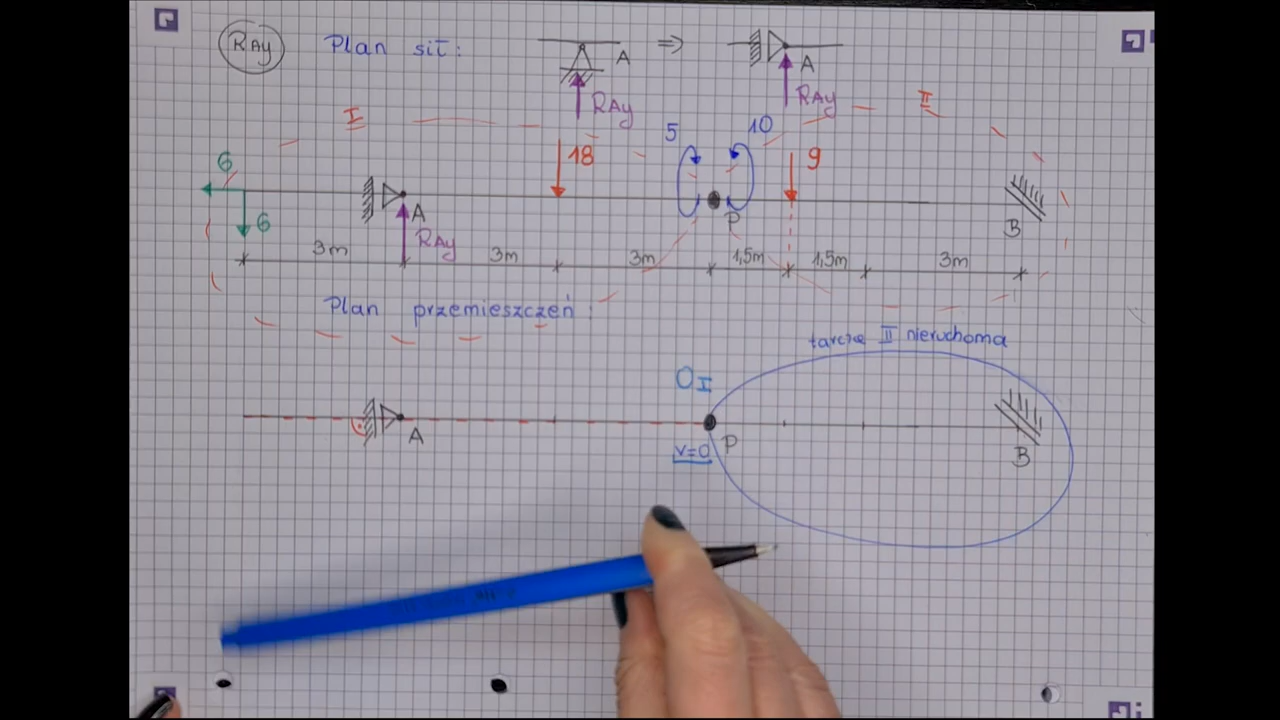 RAy Plan sił: A ⇒ A
RAy RAy
I II
5 10
6 18 9
6 A P B
RAy
3m 3m 3m 1,5m 1,5m 3m
Plan przemieszczeń:
tarcza II nieruchoma
OI
A P
v=0 B